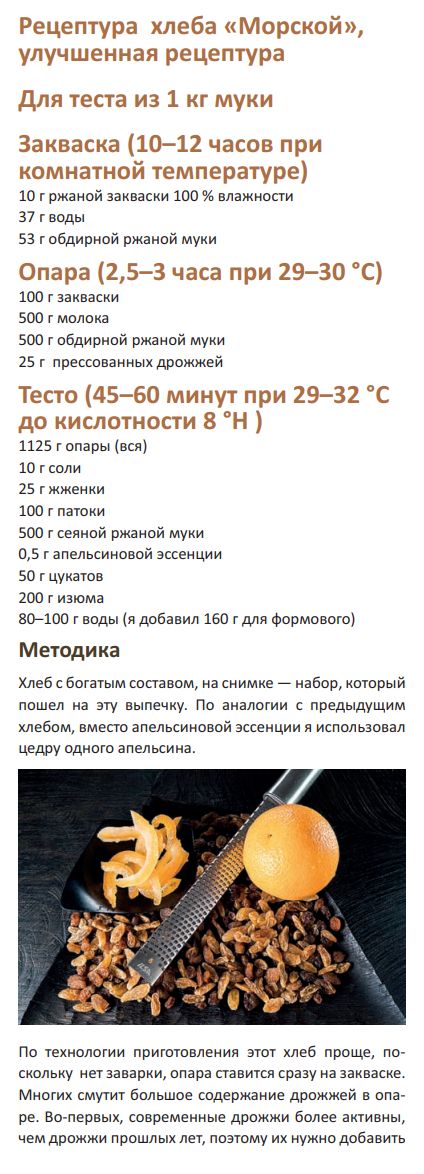 Рецептура  хлеба «Морской»,
улучшенная рецептура
Для теста из 1 кг муки
Закваска (10–12 часов при
комнатной температуре)
10 г ржаной закваски 100 % влажности
37 г воды
53 г обдирной ржаной муки
Опара (2,5–3 часа при 29–30 °С)
100 г закваски
500 г молока
500 г обдирной ржаной муки
25 г  прессованных дрожжей
Тесто (45–60 минут при 29–32 °С
до кислотности 8 °Н )
1125 г опары (вся)
10 г соли
25 г жженки
100 г патоки
500 г сеяной ржаной муки
0,5 г апельсиновой эссенции
50 г цукатов
200 г изюма
80–100 г воды (я добавил 160 г для формового)
Методика
Хлеб с богатым составом, на снимке — набор, который
пошел на эту выпечку. По аналогии с предыдущим
хлебом, вместо апельсиновой эссенции я использовал
цедру одного апельсина.
По технологии приготовления этот хлеб проще, по-
скольку  нет заварки, опара ставится сразу на закваске.
Многих смутит большое содержание дрожжей в опа-
ре. Во-первых, современные дрожжи более активны,
чем дрожжи прошлых лет, поэтому их нужно добавить